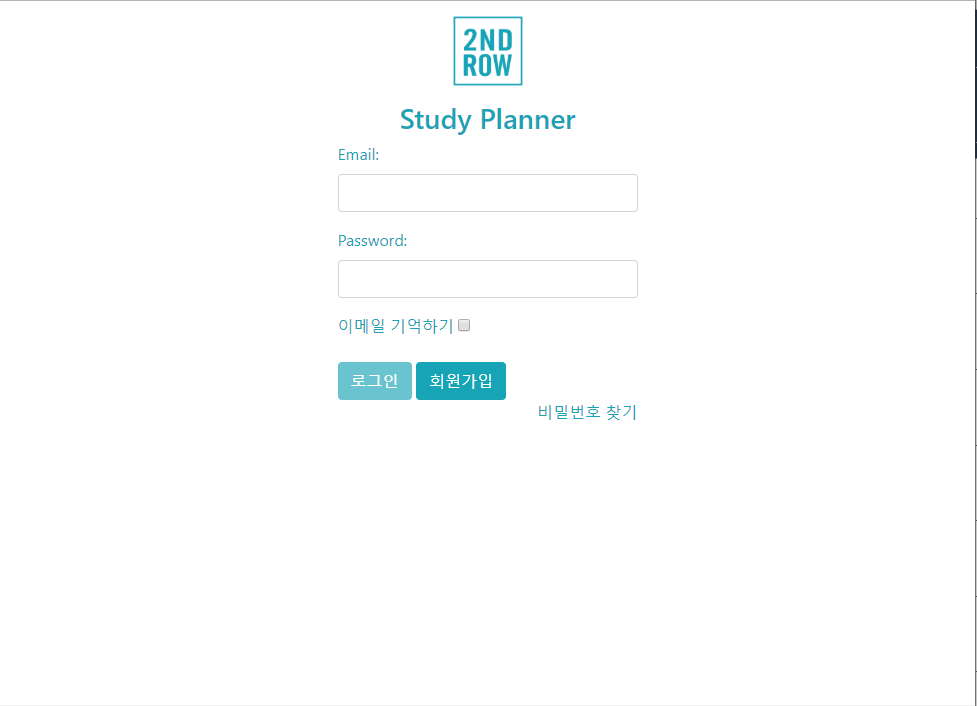 2ND
ROW
Study Planner
Email:
Password:
이메일 기억하기
로그인 회원가입
비밀번호 찾기